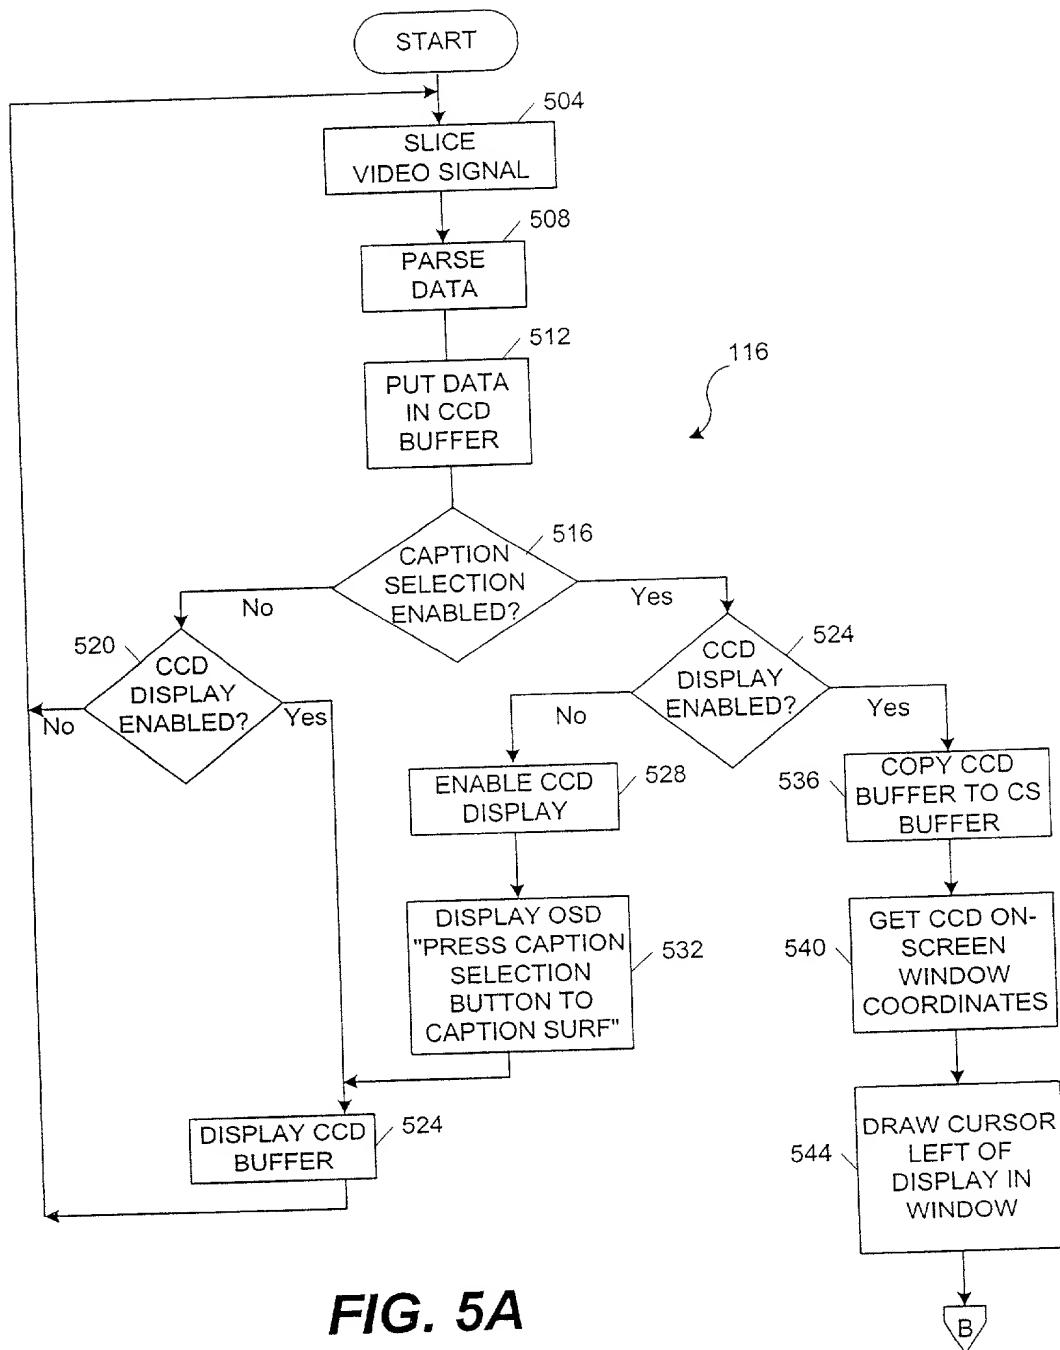 START
504
SLICE
VIDEO SIGNAL
508
PARSE
DATA
512
PUT DATA
IN CCD
BUFFER
116
516
CAPTION
SELECTION
ENABLED?
No
Yes
520
CCD
DISPLAY
ENABLED?
No
Yes
524
CCD
DISPLAY
ENABLED?
No
Yes
ENABLE CCD
DISPLAY
528
536
COPY CCD
BUFFER TO CS
BUFFER
DISPLAY OSD
"PRESS CAPTION
SELECTION
BUTTON TO
CAPTION SURF"
532
540
GET CCD ON-
SCREEN
WINDOW
COORDINATES
DISPLAY CCD
BUFFER
524
544
DRAW CURSOR
LEFT OF
DISPLAY IN
WINDOW
B
FIG. 5A